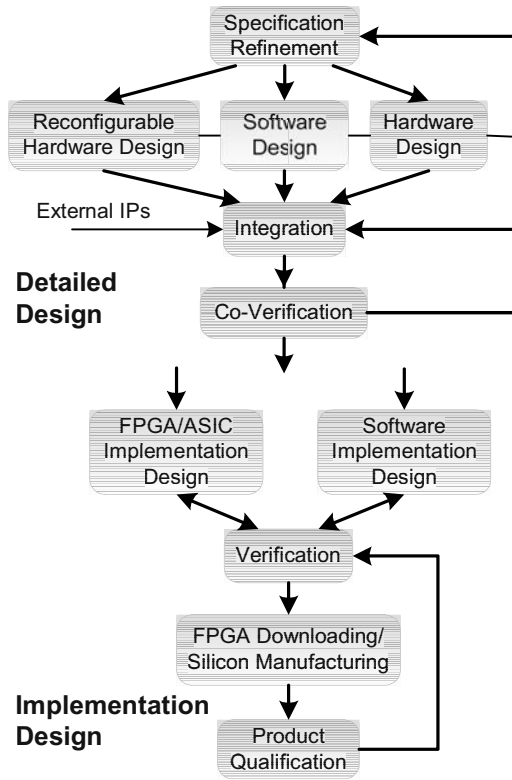 Specification
Refinement
Reconfigurable
Hardware Design
Software
Design
Hardware
Design
External IPs
Integration
Detailed
Design
Co-Verification
FPGA/ASIC
Implementation
Design
Software
Implementation
Design
Verification
FPGA Downloading/
Silicon Manufacturing
Implementation
Design
Product
Qualification